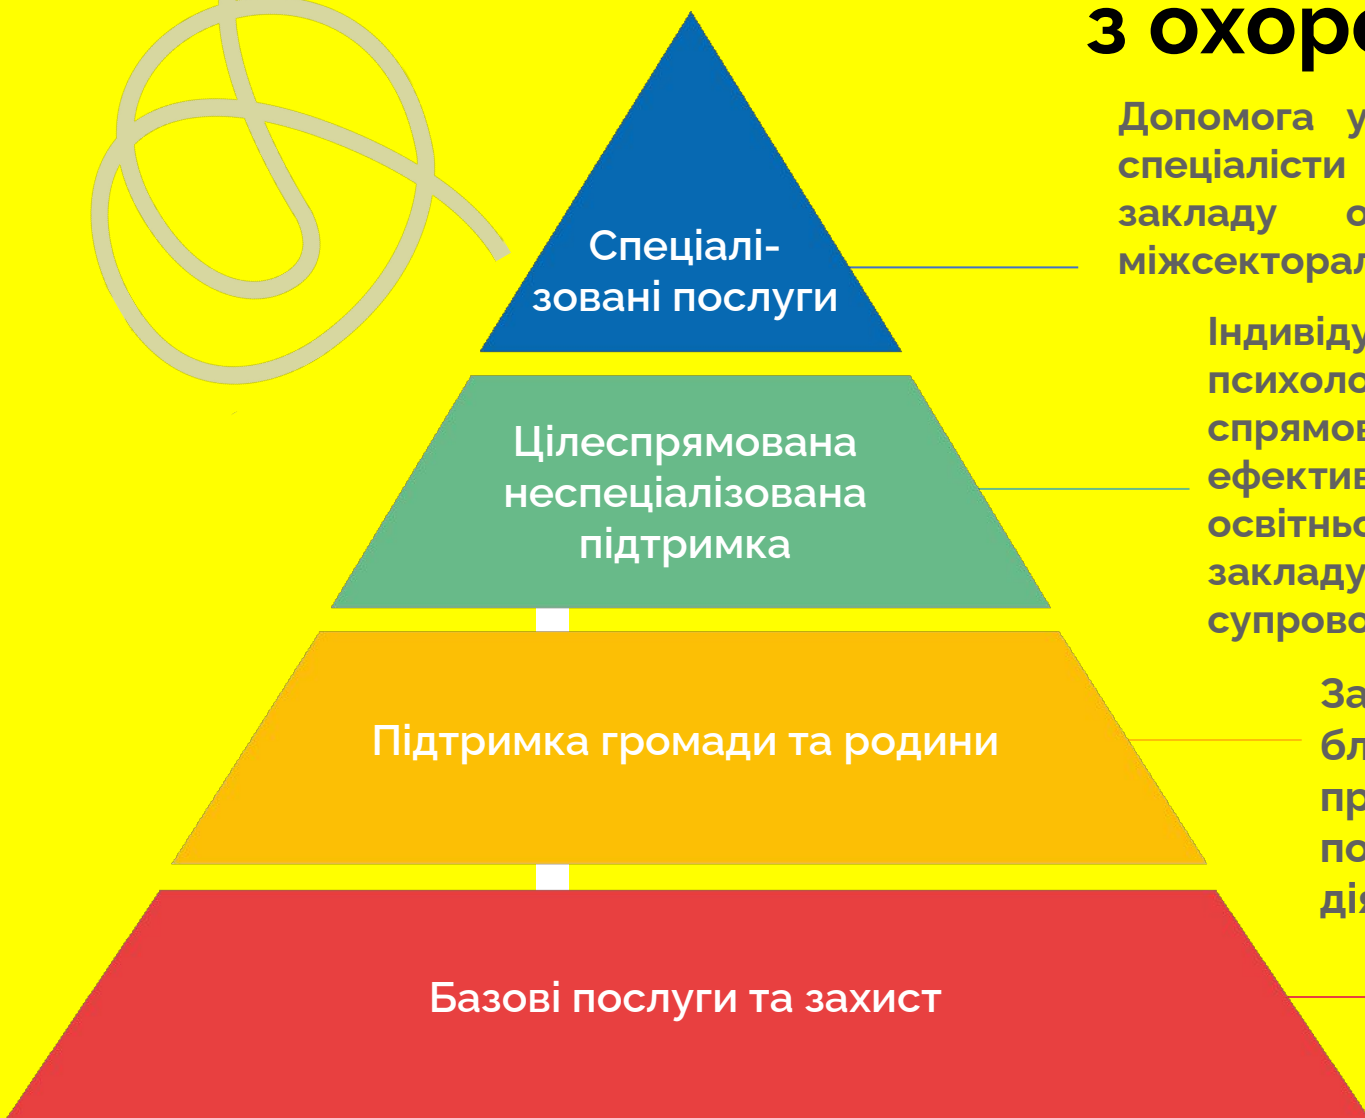 з охор
Допомога у
спеціалісти
закладу о
міжсекторал
Спеціалі-
зовані послуги
Індивіду
психоло
спрямов
ефектив
освітньо
закладу
супрово
Цілеспрямована
неспеціалізована
підтримка
За
бл
пр
по
дія
Підтримка громади та родини
Базові послуги та захист